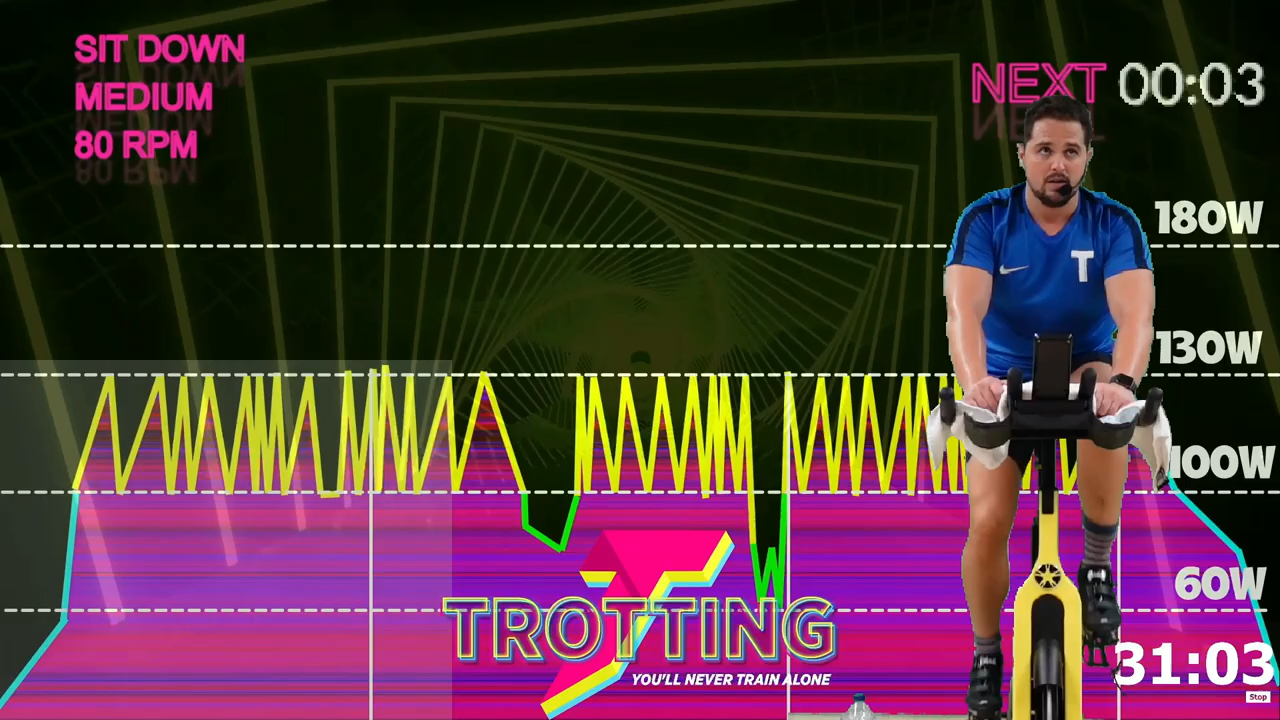 SIT DOWN
MEDIUM
80 RPM
NEXT 00:03
180W
130W
100W
60W
T
TROTTING
YOU'LL NEVER TRAIN ALONE
31:03
Stop